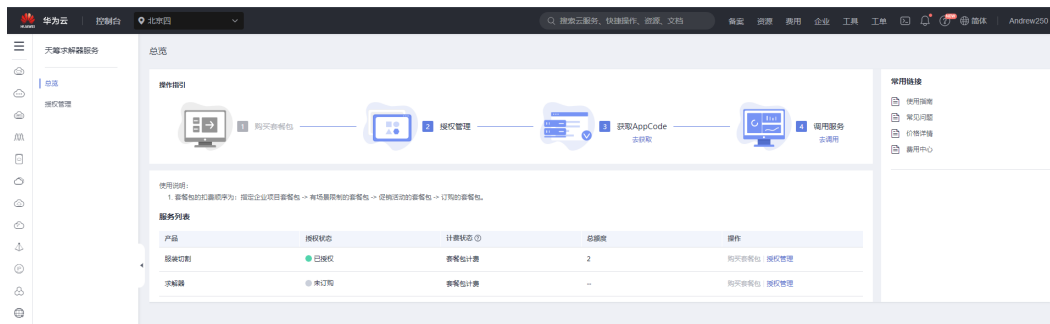 HUAWEI 华为云 | 控制台 北京四 搜索云服务、快捷操作、资源、文档 备案 资源 费用 企业 工具 工单 简体 Andrew250
天筹求解器服务
总览
授权管理
总览
操作指引
1 购买套餐包
2 授权管理
3 获取AppCode
去获取
4 调用服务
去调用
使用说明：
1. 套餐包的扣费顺序为：指定企业项目套餐包 -> 有场景限制的套餐包 -> 促销活动的套餐包 -> 订购的套餐包。
服务列表
产品 授权状态 计费状态 总额度 操作
服装切割 已授权 套餐包计费 2 购买套餐包 | 授权管理
求解器 未订购 套餐包计费 -- 购买套餐包 | 授权管理
常用链接
使用指南
常见问题
价格详情
费用中心